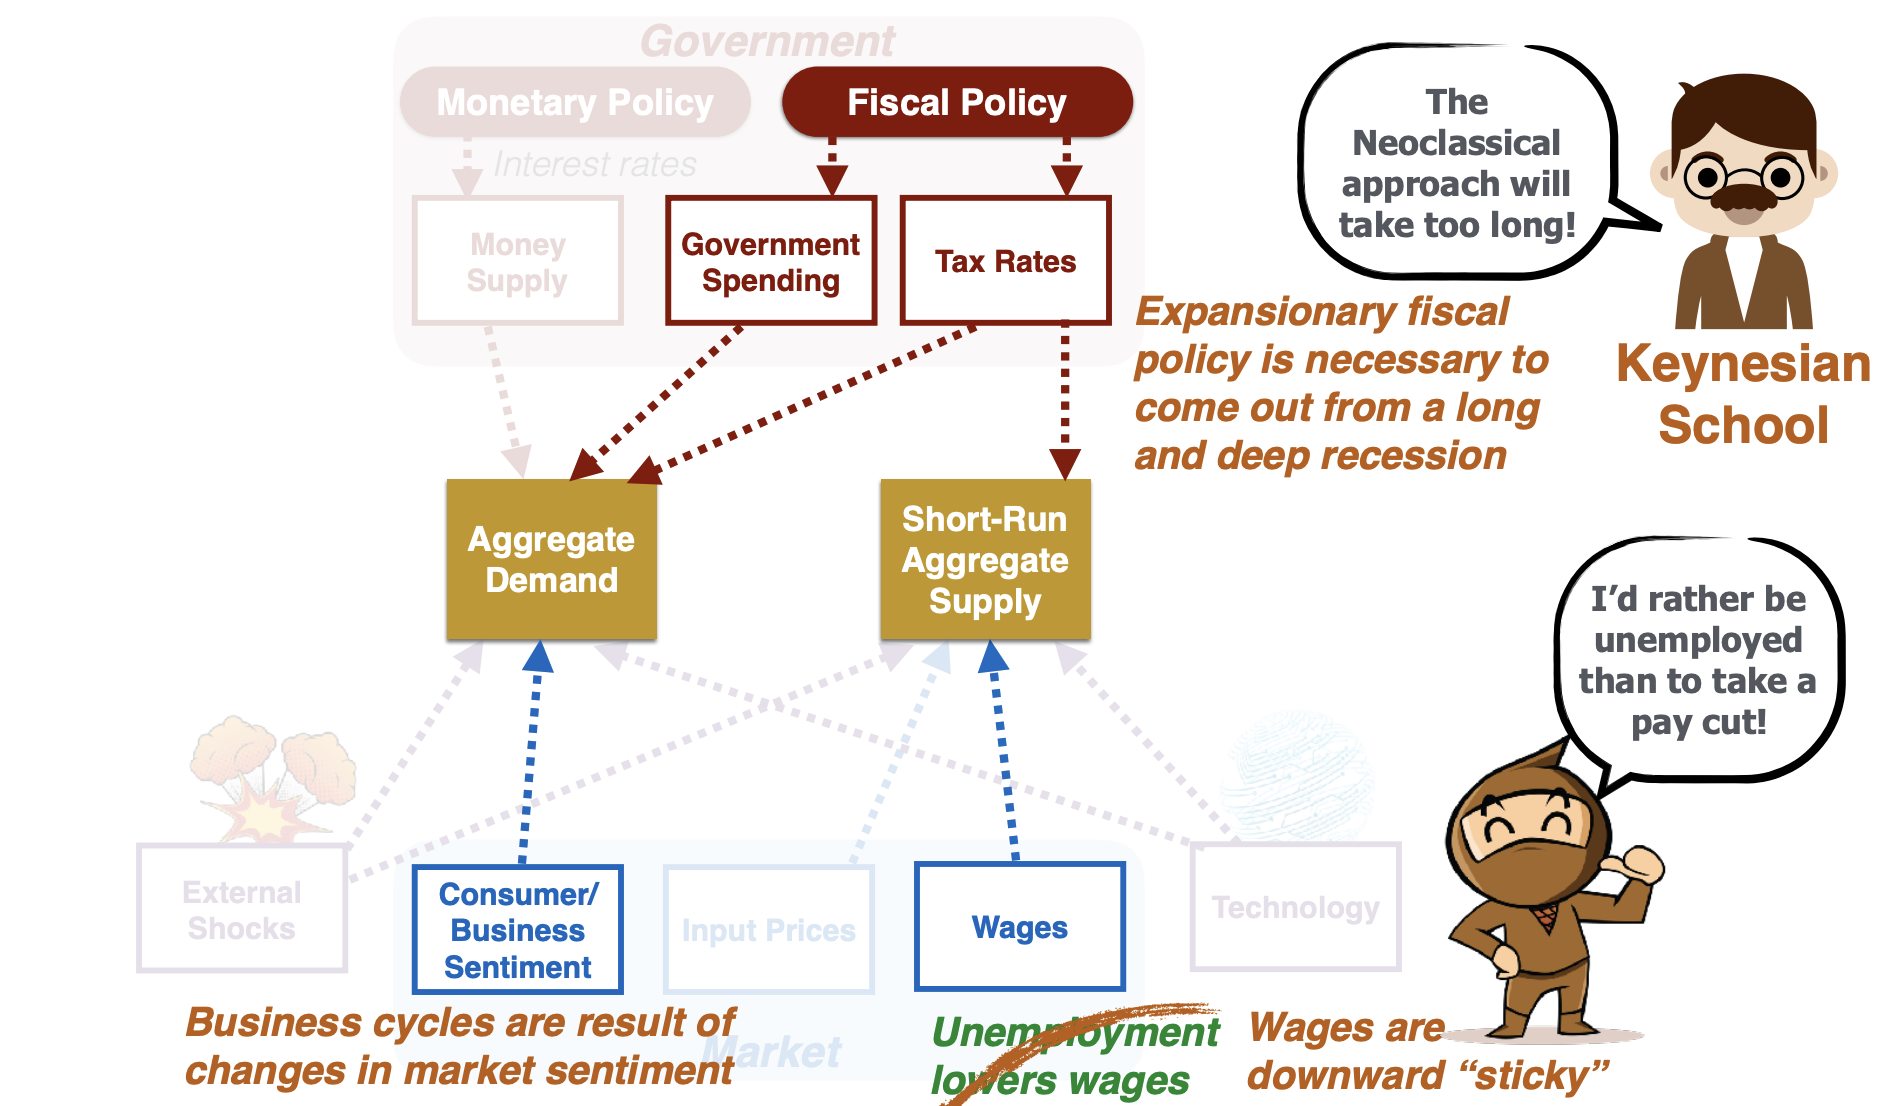 Government
Monetary Policy
Fiscal Policy
Interest rates
Money
Supply
Government
Spending
Tax Rates
The
Neoclassical
approach will
take too long!
Expansionary fiscal
policy is necessary to
come out from a long
and deep recession
Keynesian
School
Aggregate
Demand
Short-Run
Aggregate
Supply
I'd rather be
unemployed
than to take a
pay cut!
External
Shocks
Consumer/
Business
Sentiment
Input Prices
Wages
Technology
Business cycles are result of
changes in market sentiment
Market
Unemployment
lowers wages
Wages are
downward “sticky”